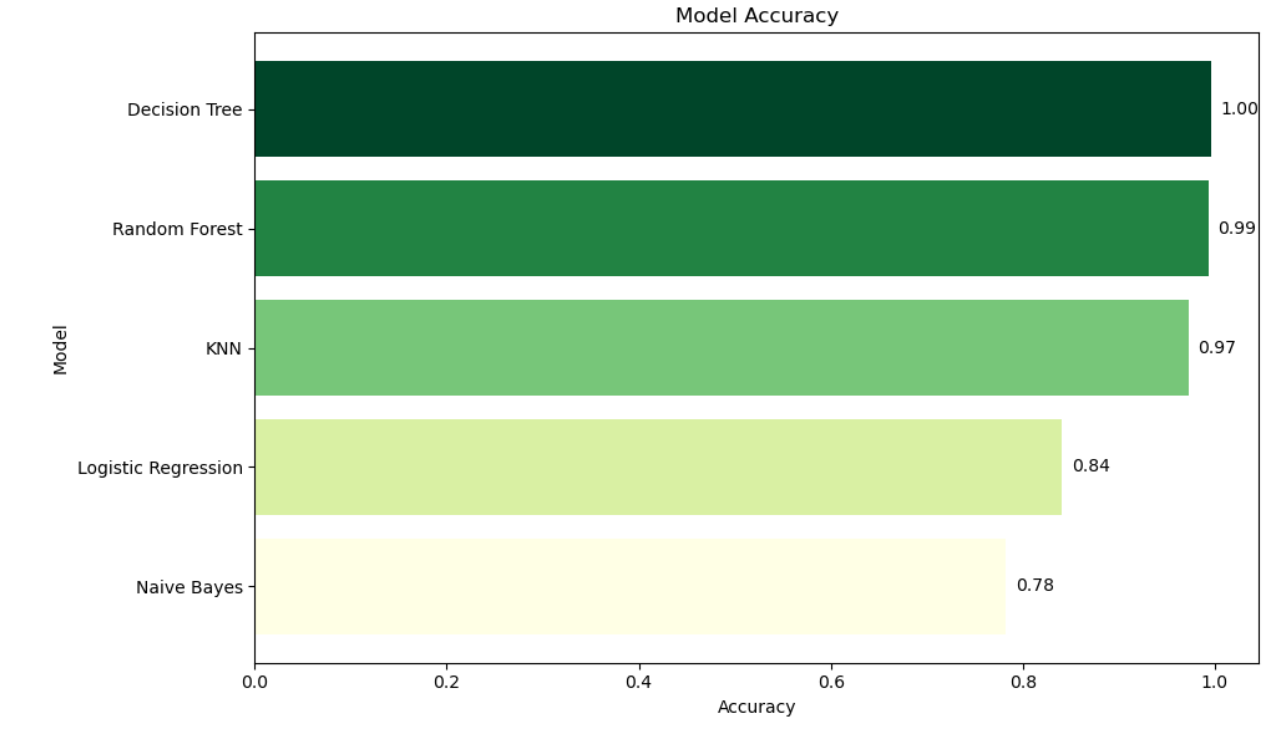 Model Accuracy
Decision Tree
1.00
Random Forest
0.99
KNN
0.97
Model
Logistic Regression
0.84
Naive Bayes
0.78
0.0 0.2 0.4 0.6 0.8 1.0
Accuracy